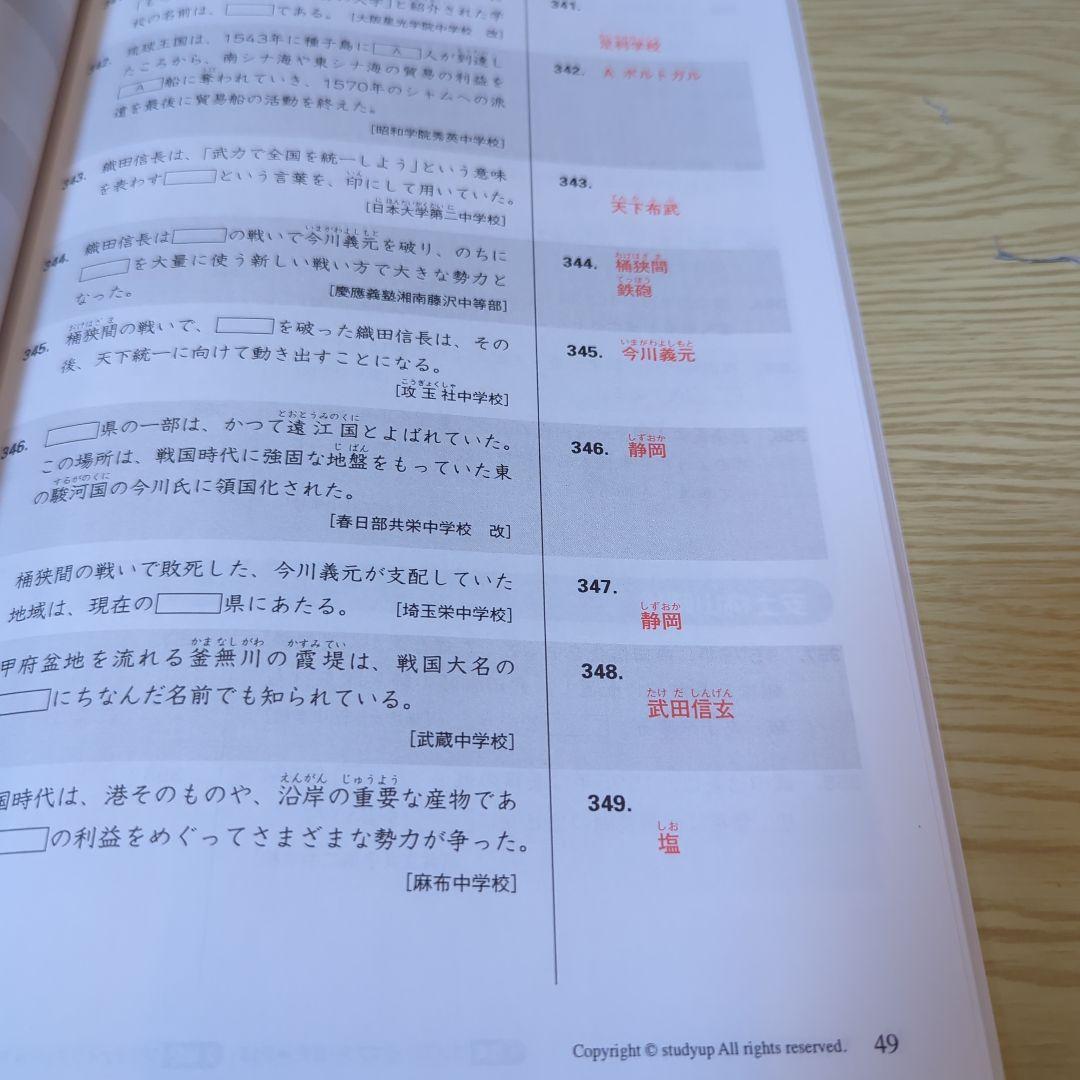 と紹介された学
校の名前は、 である。 [大阪星光学院中学校 改]
341.
足利学校
342. 琉球王国は、1543年に種子島に A 人が到達し
たころから、南シナ海や東シナ海の貿易の利益を
A 船に奪われていき、1570年のシャムへの派
遣を最後に貿易船の活動を終えた。
[昭和学院秀英中学校]
342. A ポルトガル
343. 織田信長は、「武力で全国を統一しよう」という意味
を表わす という言葉を、印にして用いていた。
[日本大学第二中学校]
343.
天下布武
344. 織田信長は の戦いで今川義元を破り、のちに
を大量に使う新しい戦い方で大きな勢力と
なった。 [慶應義塾湘南藤沢中等部]
344. 桶狭間
鉄砲
345. 桶狭間の戦いで、 を破った織田信長は、その
後、天下統一に向けて動き出すことになる。
[攻玉社中学校]
345. 今川義元
346. 県の一部は、かつて遠江国とよばれていた。
この場所は、戦国時代に強固な地盤をもっていた東
の駿河国の今川氏に領国化された。
[春日部共栄中学校 改]
346. 静岡
桶狭間の戦いで敗死した、今川義元が支配していた
地域は、現在の 県にあたる。 [埼玉栄中学校]
347.
静岡
甲府盆地を流れる釜無川の霞堤は、戦国大名の
にちなんだ名前でも知られている。
[武蔵中学校]
348.
武田信玄
国時代は、港そのものや、沿岸の重要な産物であ
の利益をめぐってさまざまな勢力が争った。
[麻布中学校]
349.
塩
Copyright © studyup All rights reserved. 49